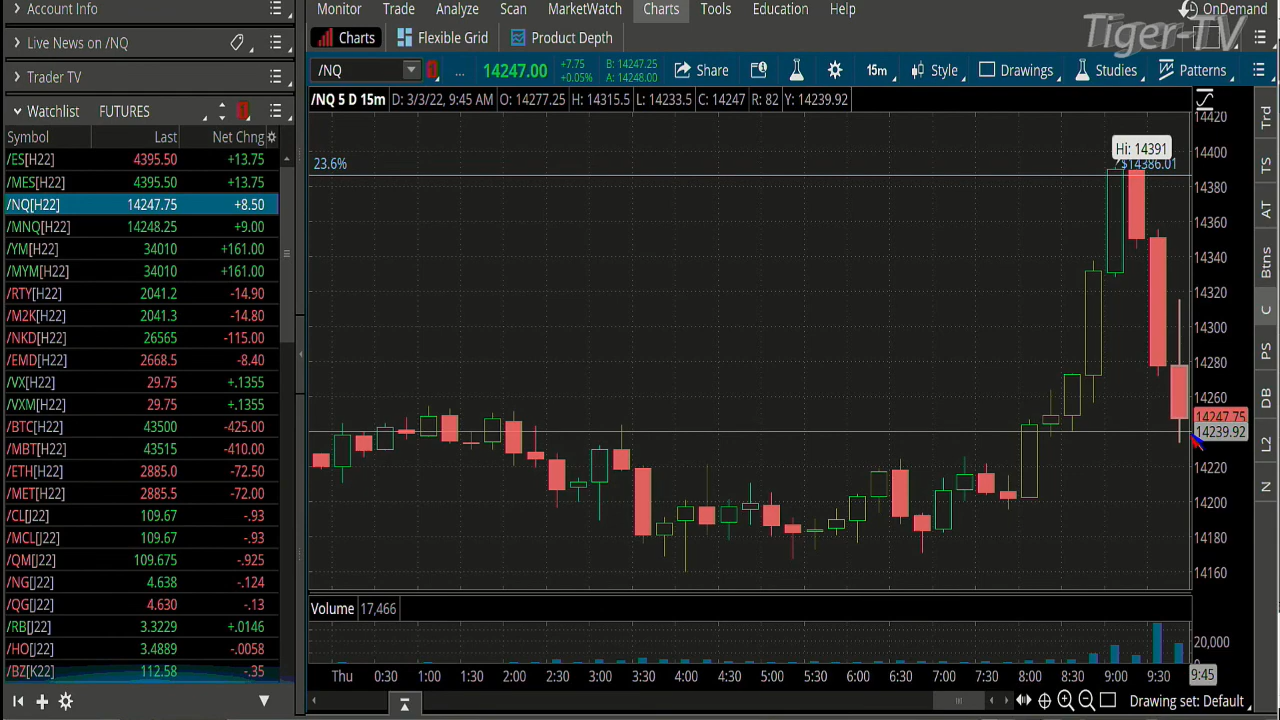 Account Info
Monitor Trade Analyze Scan MarketWatch Charts Tools Education Help OnDemand
Tiger-TV
Live News on /NQ
Charts Flexible Grid Product Depth
Trader TV
/NQ 1 ... 14247.00 +7.75 +0.05% B: 14247.25 A: 14248.00 Share 15m Style Drawings Studies Patterns
/NQ 5 D 15m D: 3/3/22, 9:45 AM O: 14277.25 H: 14315.5 L: 14233.5 C: 14247 R: 82 Y: 14239.92
Watchlist FUTURES 1
Symbol Last Net Chng
/ES[H22] 4395.50 +13.75
/MES[H22] 4395.50 +13.75
/NQ[H22] 14247.75 +8.50
/MNQ[H22] 14248.25 +9.00
/YM[H22] 34010 +161.00
/MYM[H22] 34010 +161.00
/RTY[H22] 2041.2 -14.90
/M2K[H22] 2041.3 -14.80
/NKD[H22] 26565 -115.00
/EMD[H22] 2668.5 -8.40
/VX[H22] 29.75 +.1355
/VXM[H22] 29.75 +.1355
/BTC[H22] 43500 -425.00
/MBT[H22] 43515 -410.00
/ETH[H22] 2885.0 -72.50
/MET[H22] 2885.5 -72.00
/CL[J22] 109.67 -.93
/MCL[J22] 109.67 -.93
/QM[J22] 109.675 -.925
/NG[J22] 4.638 -.124
/QG[J22] 4.630 -.13
/RB[J22] 3.3229 +.0146
/HO[J22] 3.4889 -.0058
/BZ[K22] 112.58 -.35
23.6%
Hi: 14391
$14386.01
14420
14400
14380
14360
14340
14320
14300
14280
14260
14247.75
14239.92
14220
14200
14180
14160
Volume 17,466
20,000
Thu 0:30 1:00 1:30 2:00 2:30 3:00 3:30 4:00 4:30 5:00 5:30 6:00 6:30 7:00 7:30 8:00 8:30 9:00 9:30 9:45
Drawing set: Default
Trd
TS
AT
Btns
C
PS
DB
L2
N